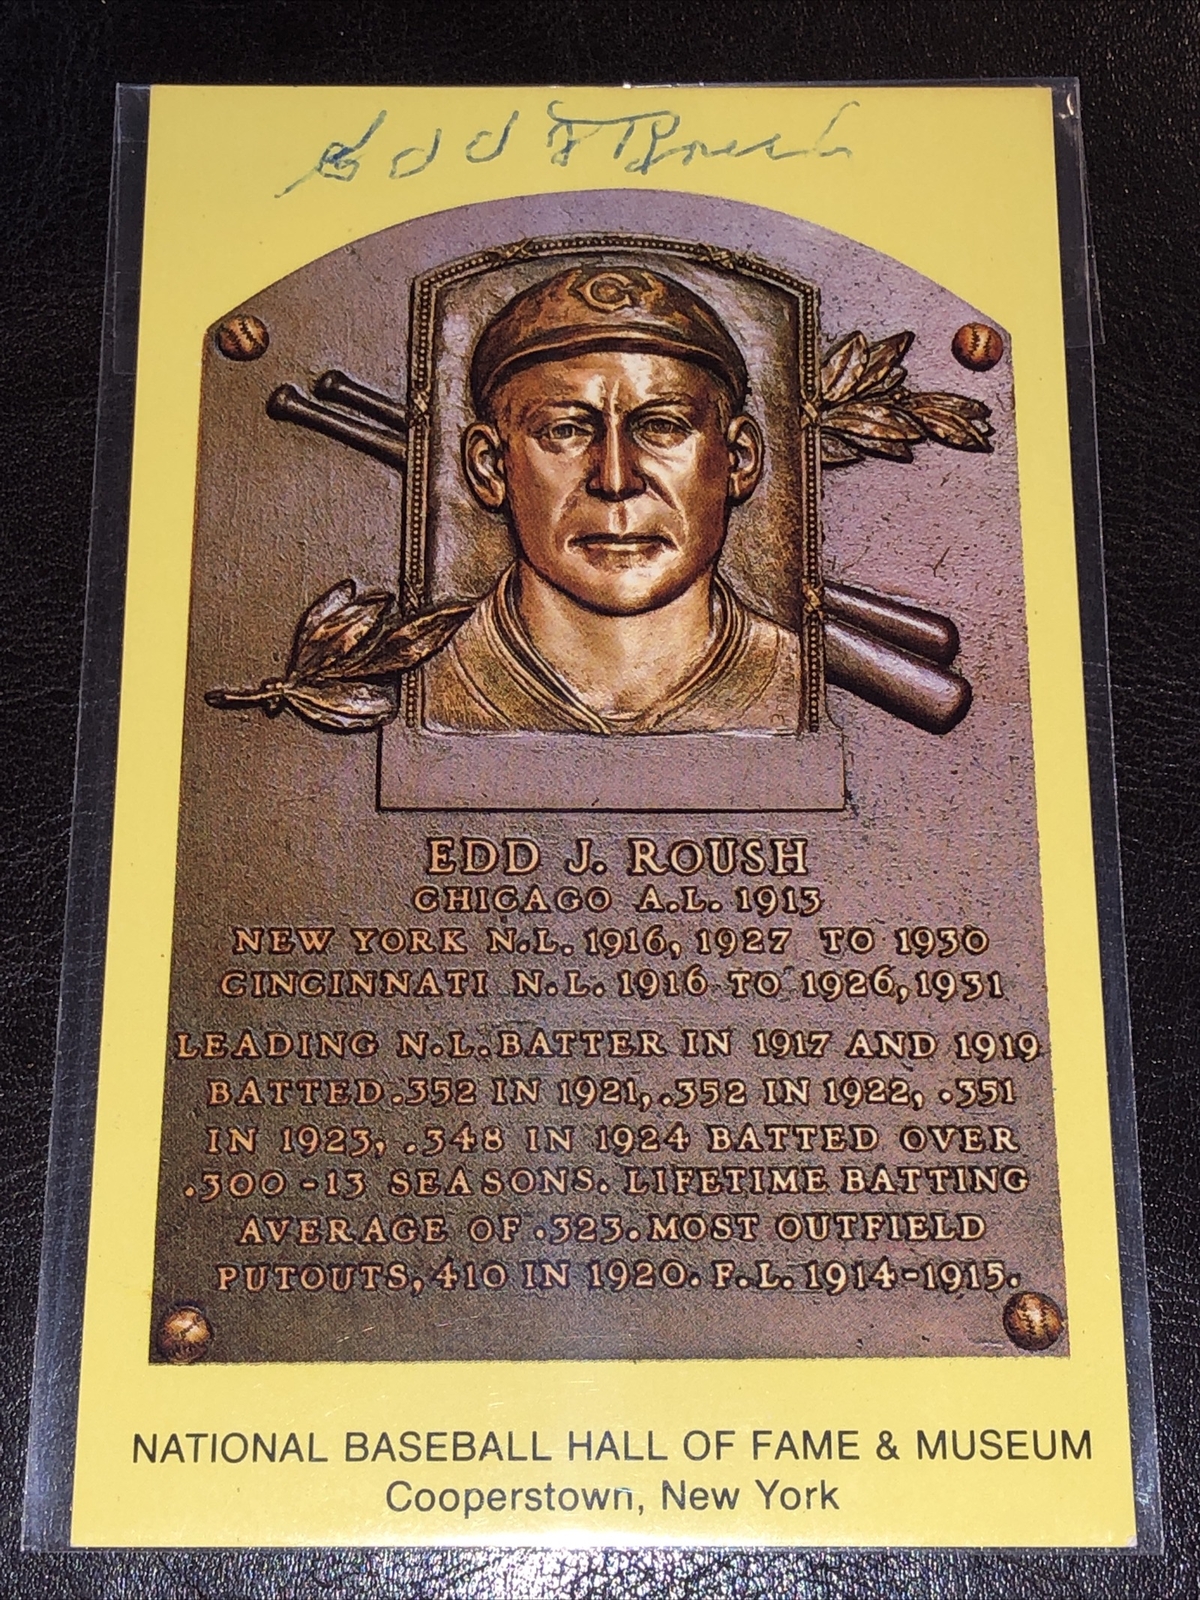 Edd J Roush
C
EDD J. ROUSH
CHICAGO A.L. 1913
NEW YORK N.L. 1916, 1927 TO 1930
CINCINNATI N.L. 1916 TO 1926, 1931
LEADING N.L. BATTER IN 1917 AND 1919
BATTED .352 IN 1921, .352 IN 1922, .351
IN 1923, .348 IN 1924 BATTED OVER
.300 - 13 SEASONS. LIFETIME BATTING
AVERAGE OF .323. MOST OUTFIELD
PUTOUTS, 410 IN 1920. F.L. 1914-1915.
NATIONAL BASEBALL HALL OF FAME & MUSEUM
Cooperstown, New York